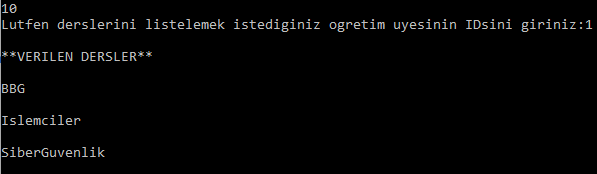 10
Lutfen derslerini listelemek istediginiz ogretim uyesinin IDsini giriniz:1
**VERILEN DERSLER**
BBG
Islemciler
SiberGuvenlik